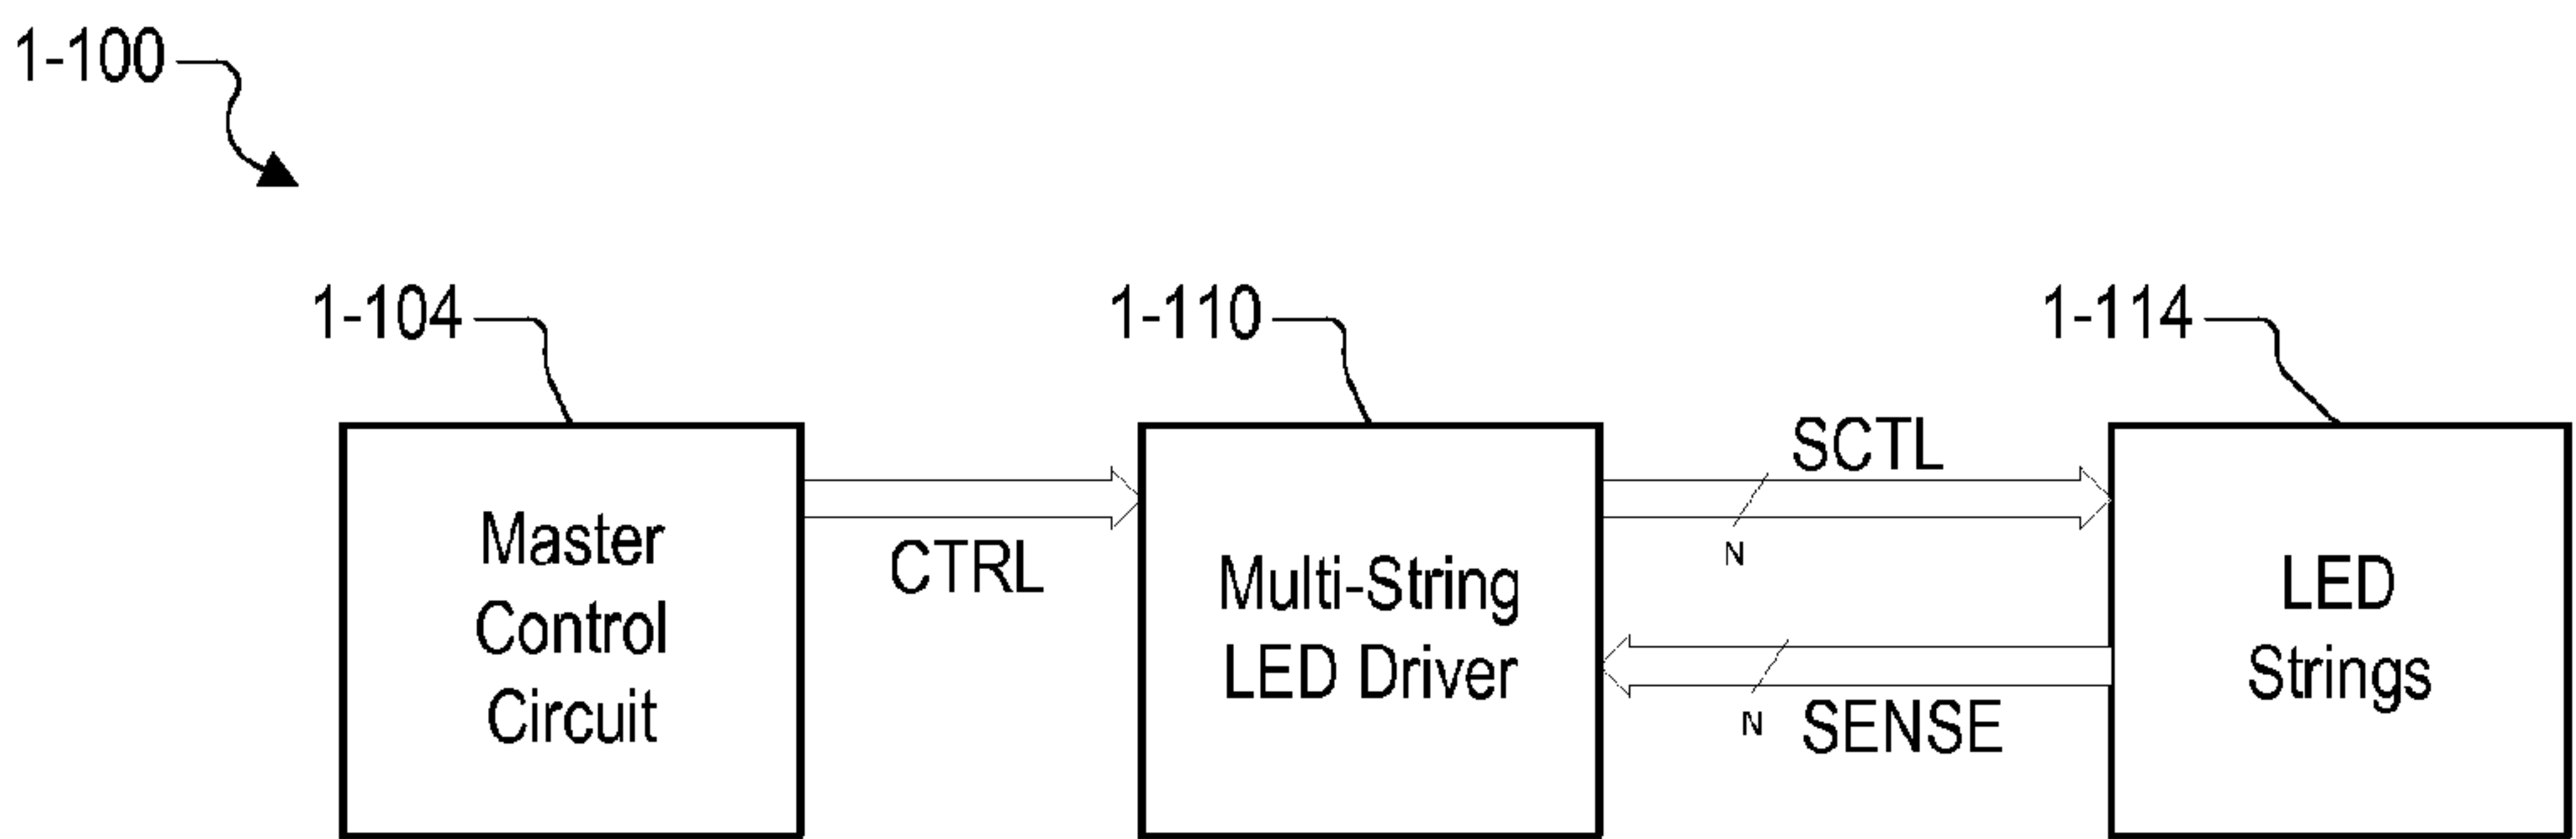 1-100
1-104
1-110
1-114
Master
Control
Circuit
CTRL
Multi-String
LED Driver
SCTL
N
N
SENSE
LED
Strings